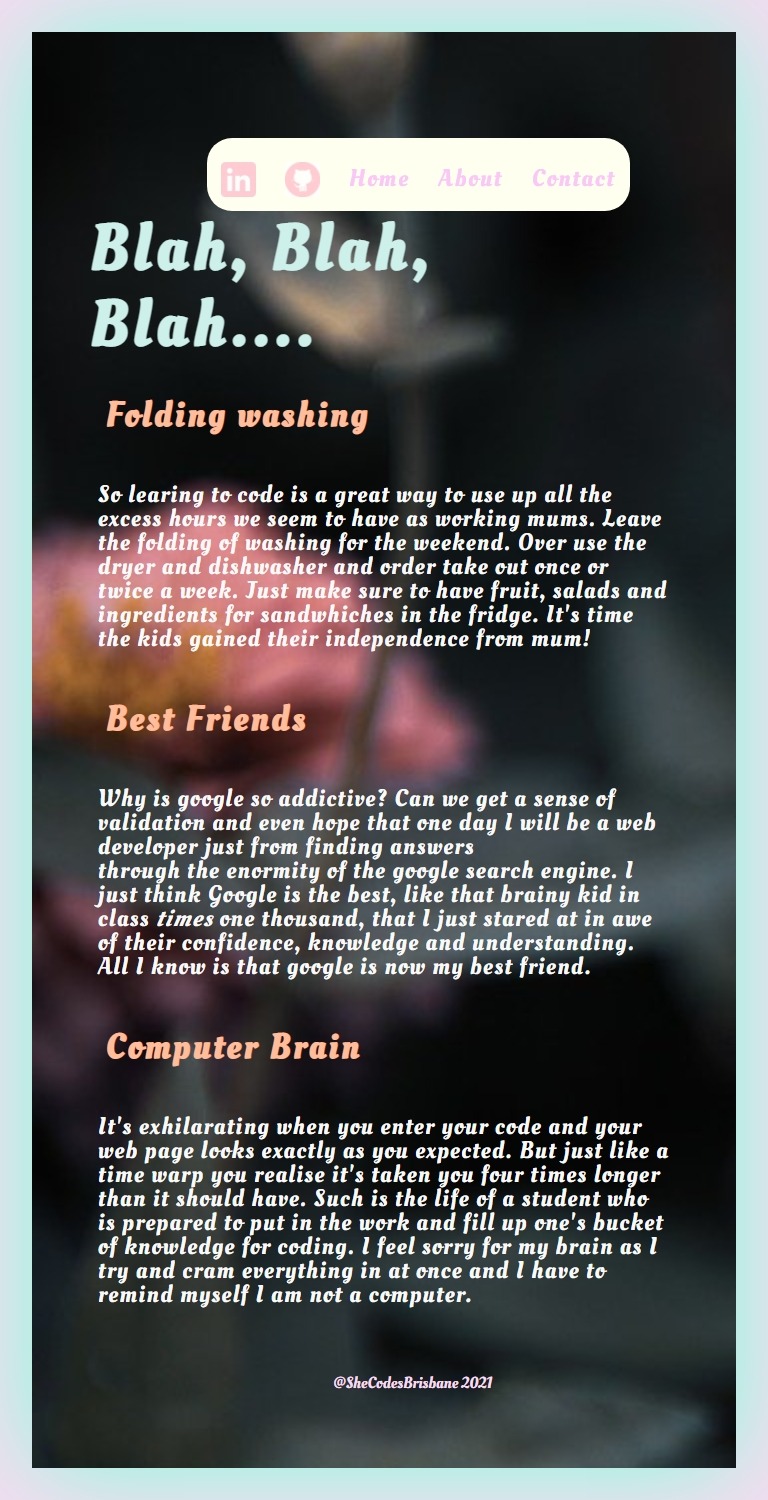 in Home About Contact
Blah, Blah,
Blah....
Folding washing
So learing to code is a great way to use up all the
excess hours we seem to have as working mums. Leave
the folding of washing for the weekend. Over use the
dryer and dishwasher and order take out once or
twice a week. Just make sure to have fruit, salads and
ingredients for sandwhiches in the fridge. It's time
the kids gained their independence from mum!
Best Friends
Why is google so addictive? Can we get a sense of
validation and even hope that one day I will be a web
developer just from finding answers
through the enormity of the google search engine. I
just think Google is the best, like that brainy kid in
class times one thousand, that I just stared at in awe
of their confidence, knowledge and understanding.
All I know is that google is now my best friend.
Computer Brain
It's exhilarating when you enter your code and your
web page looks exactly as you expected. But just like a
time warp you realise it's taken you four times longer
than it should have. Such is the life of a student who
is prepared to put in the work and fill up one's bucket
of knowledge for coding. I feel sorry for my brain as I
try and cram everything in at once and I have to
remind myself I am not a computer.
@SheCodesBrisbane 2021